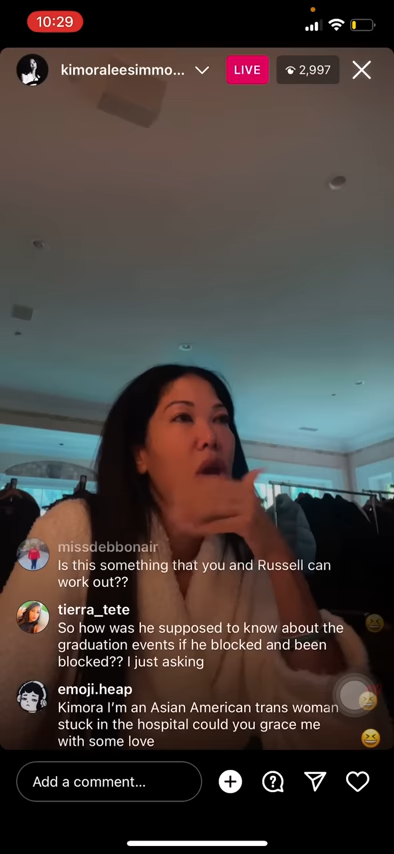 10:29
kimoraleesimmo...
LIVE
2,997
missdebbonair
Is this something that you and Russell can
work out??
tierra_tete
So how was he supposed to know about the
graduation events if he blocked and been
blocked?? I just asking
emoji.heap
Kimora I'm an Asian American trans woman
stuck in the hospital could you grace me
with some love
Add a comment...